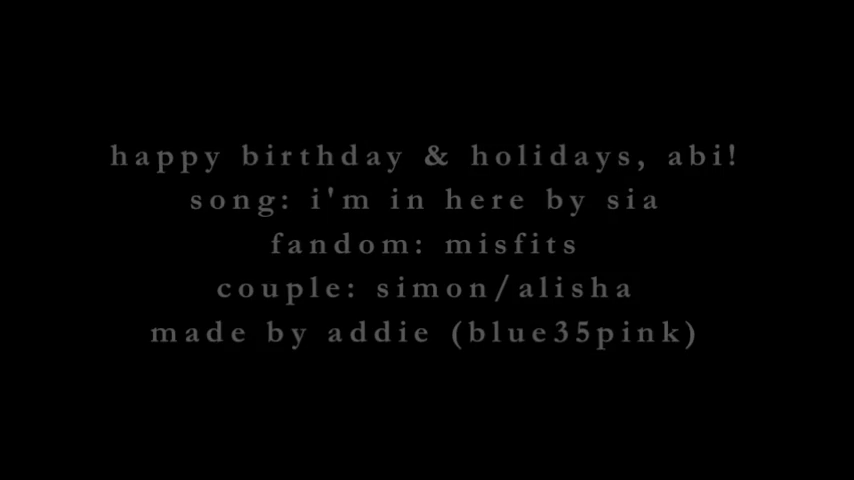 happy birthday & holidays, abi!
song: i'm in here by sia
fandom: misfits
couple: simon/alisha
made by addie (blue35pink)